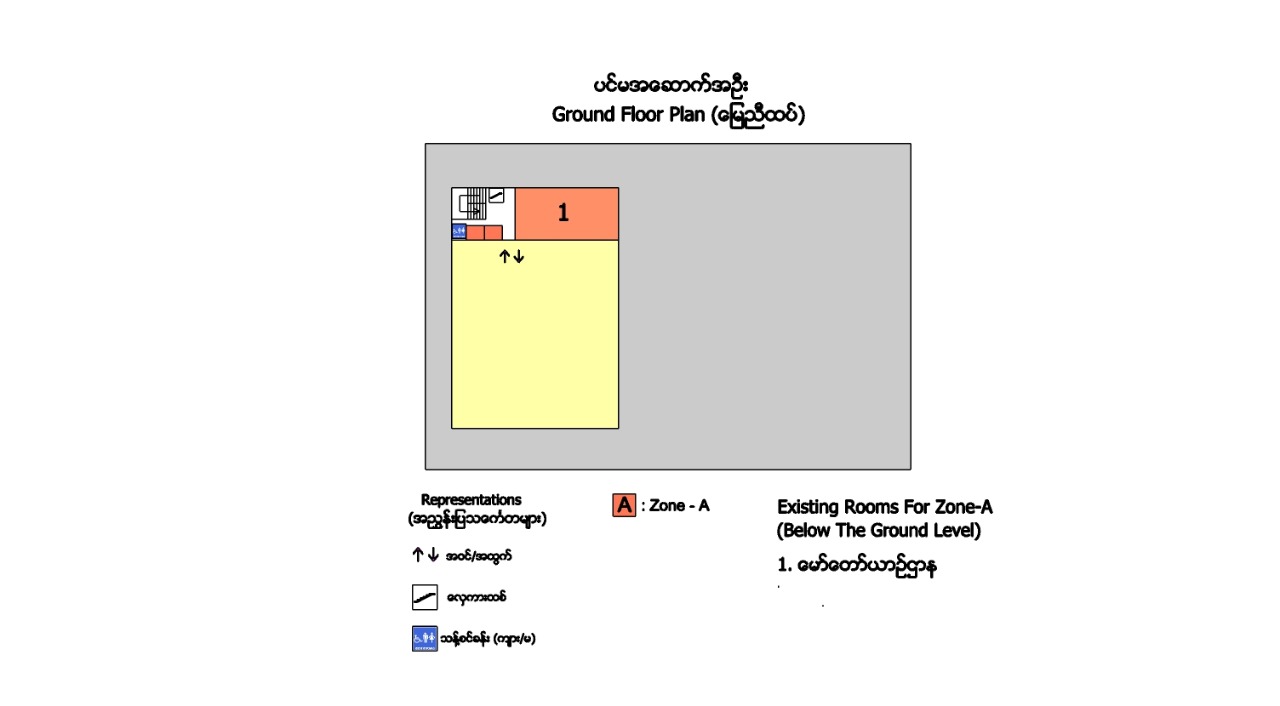 ပင်မအဆောက်အဦး
Ground Floor Plan (မြေညီထပ်)
1
Representations
(အညွှန်းပြသင်္ကေတများ)
အဝင်/အထွက်
လှေကားထစ်
သန့်စင်ခန်း (ကျား/မ)
A : Zone - A
Existing Rooms For Zone-A
(Below The Ground Level)
1. မော်တော်ယာဉ်ဌာန